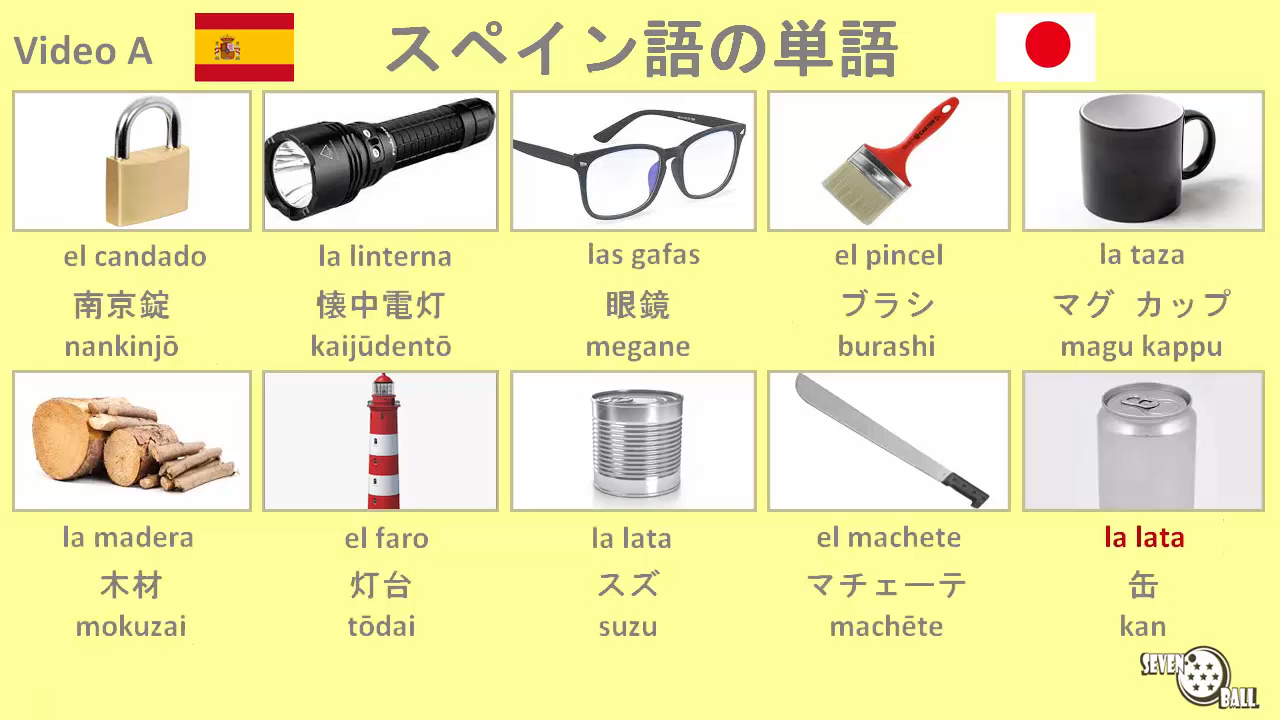 Video A
スペイン語の単語
el candado
la linterna
las gafas
el pincel
la taza
南京錠
懐中電灯
眼鏡
ブラシ
マグ カップ
nankinjō
kaijūdentō
megane
burashi
magu kappu
la madera
el faro
la lata
el machete
la lata
木材
灯台
スズ
マチェーテ
缶
mokuzai
tōdai
suzu
machēte
kan
SEVEN
BALL